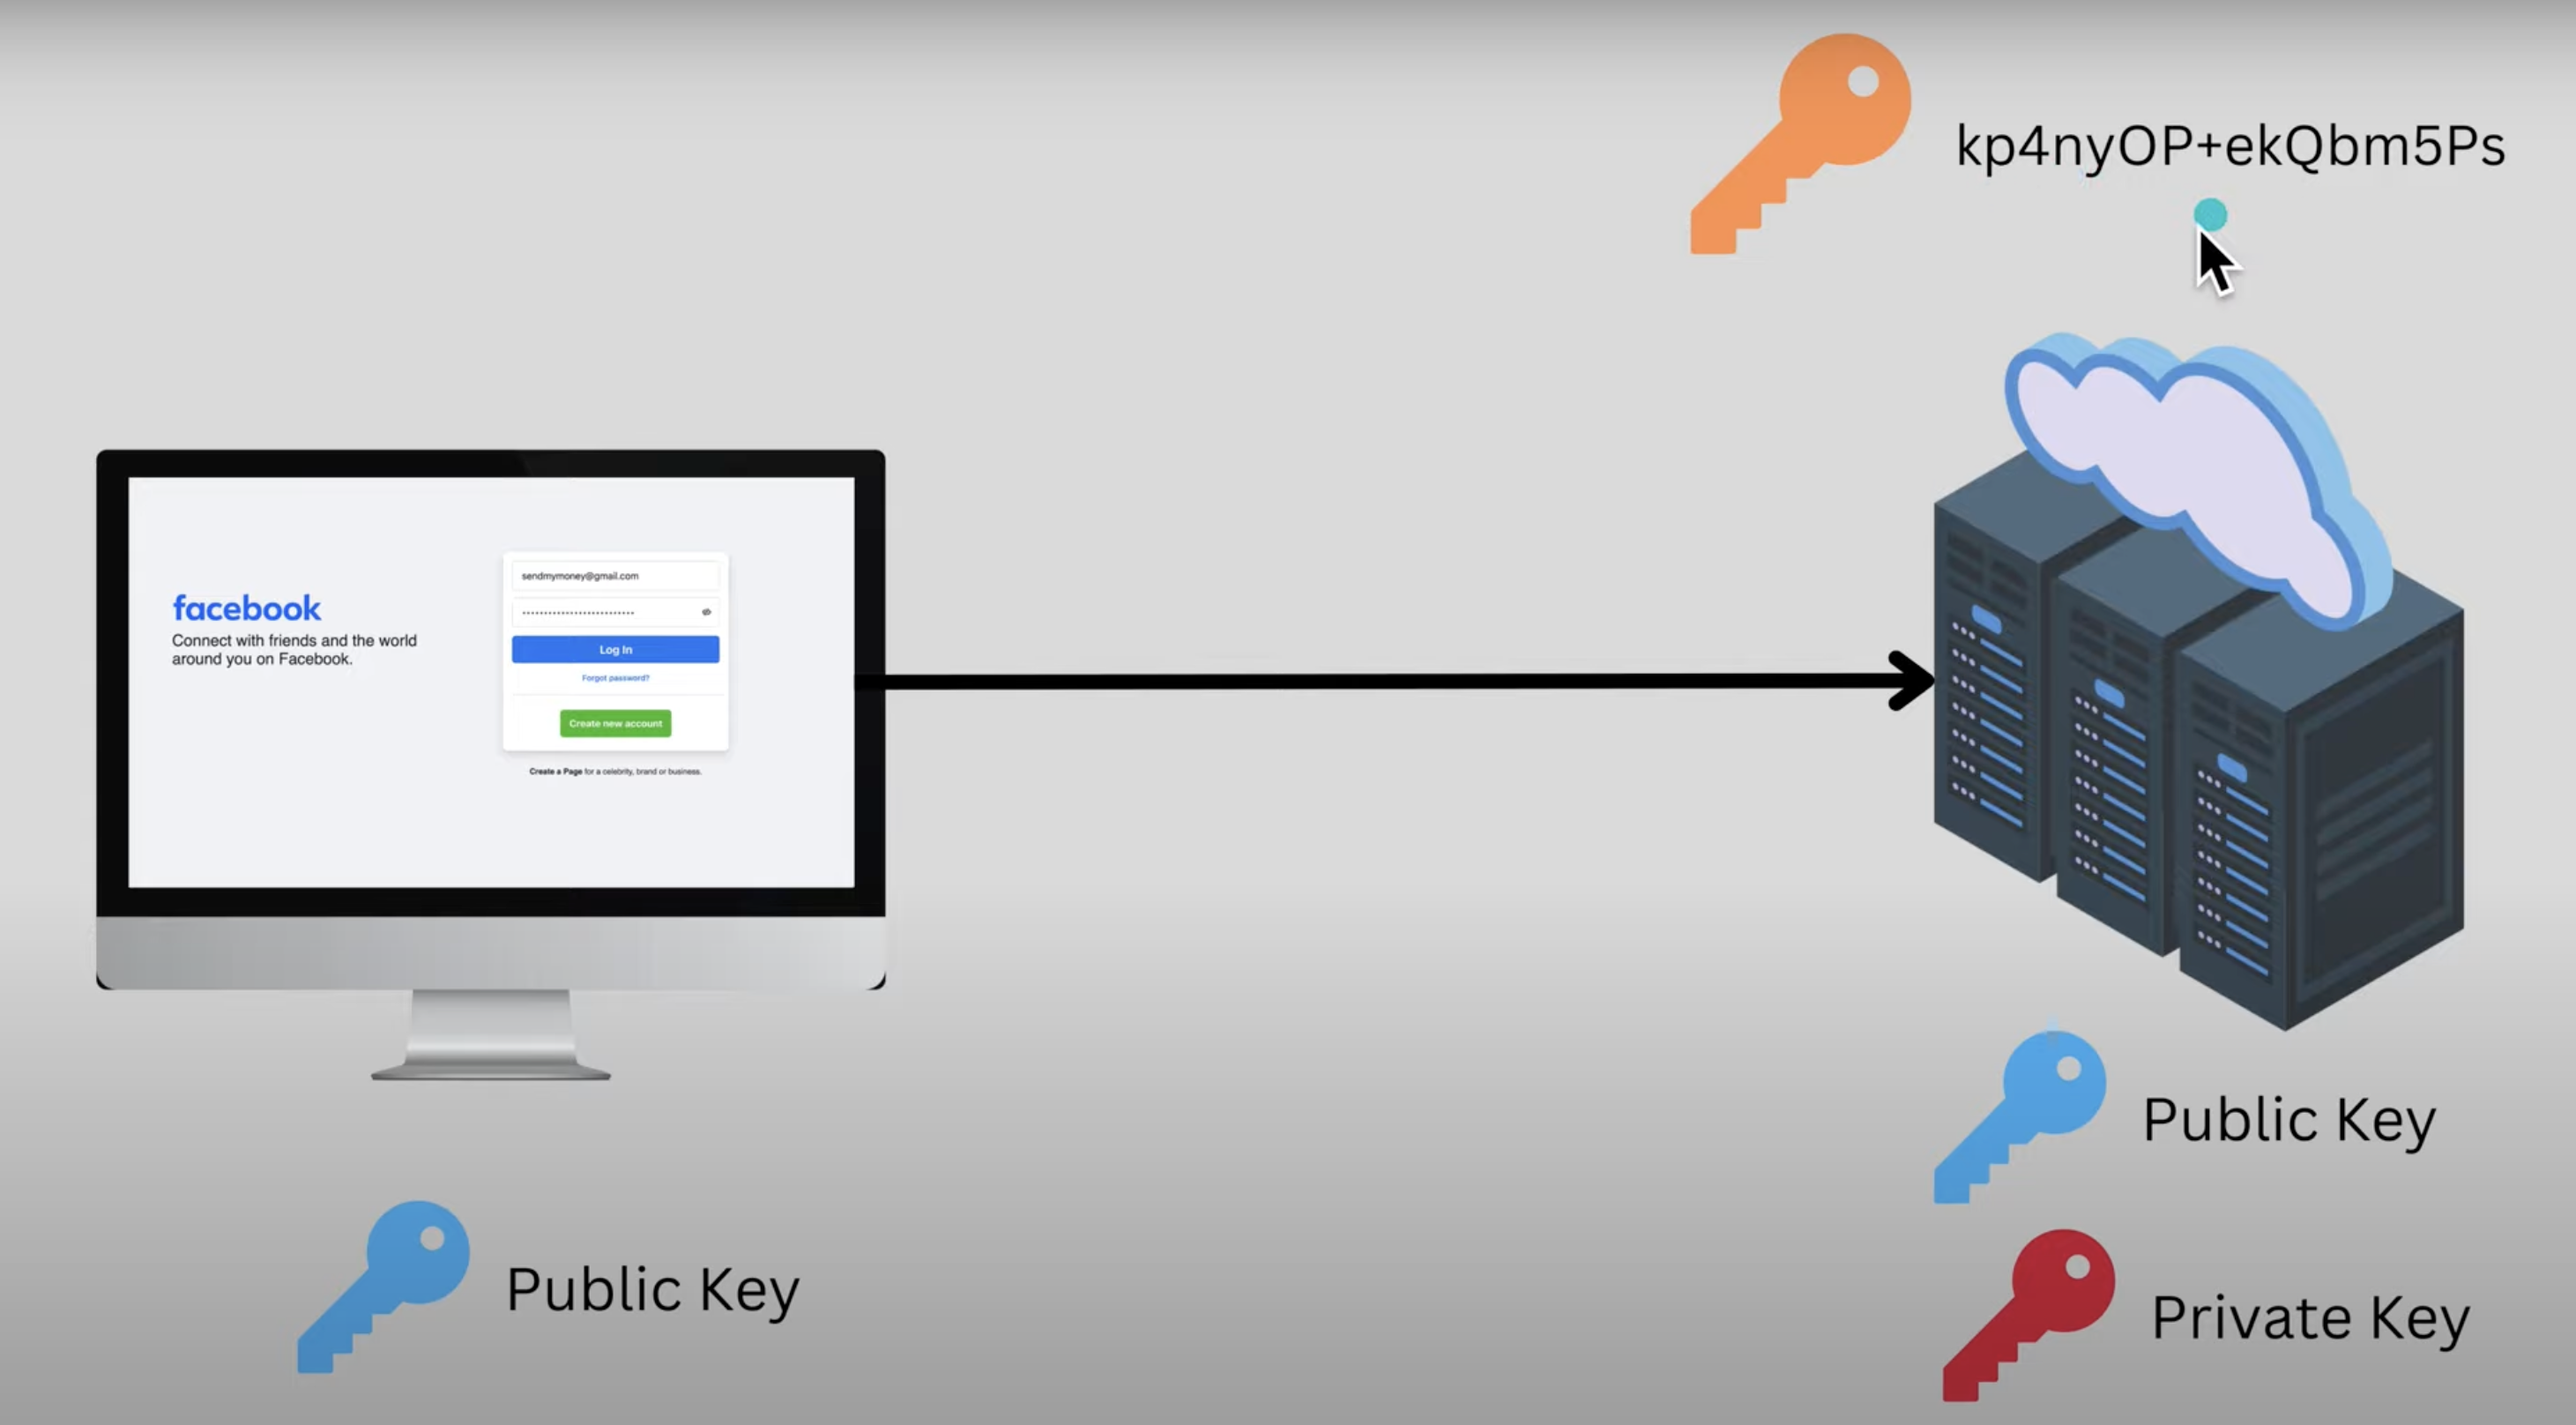 kp4nyOP+ekQbm5Ps
facebook
Connect with friends and the world
around you on Facebook.
sendmymoney@gmail.com
Log In
Forgot password?
Create new account
Create a Page for a celebrity, brand or business.
Public Key
Private Key
Public Key